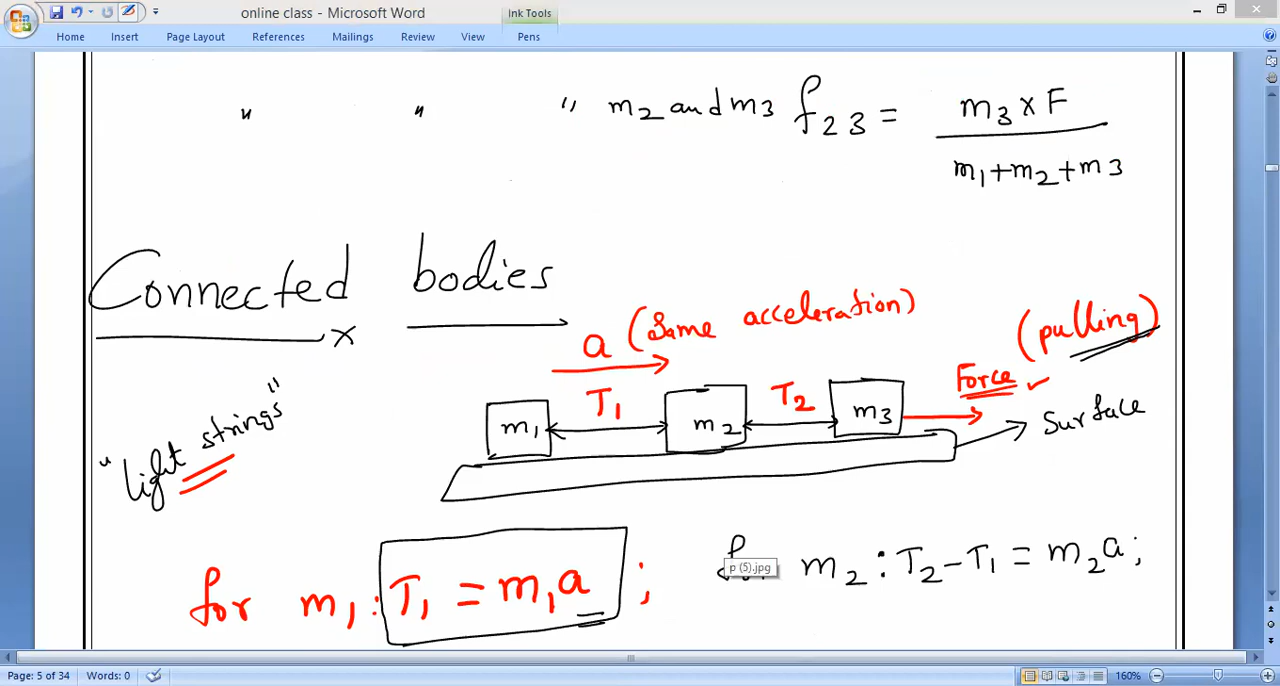 online class - Microsoft Word
Ink Tools
Home Insert Page Layout References Mailings Review View Pens
" " " m2 and m3 f23 = m3 x F
m1+m2+m3
Connected bodies
x
a (Same acceleration)
(pulling)
"light strings"
T1 T2 Force
m1 m2 m3
Surface
for m1: T1 = m1a ;
m2 : T2 - T1 = m2a ;
p (5).jpg
Page: 5 of 34 Words: 0 160%